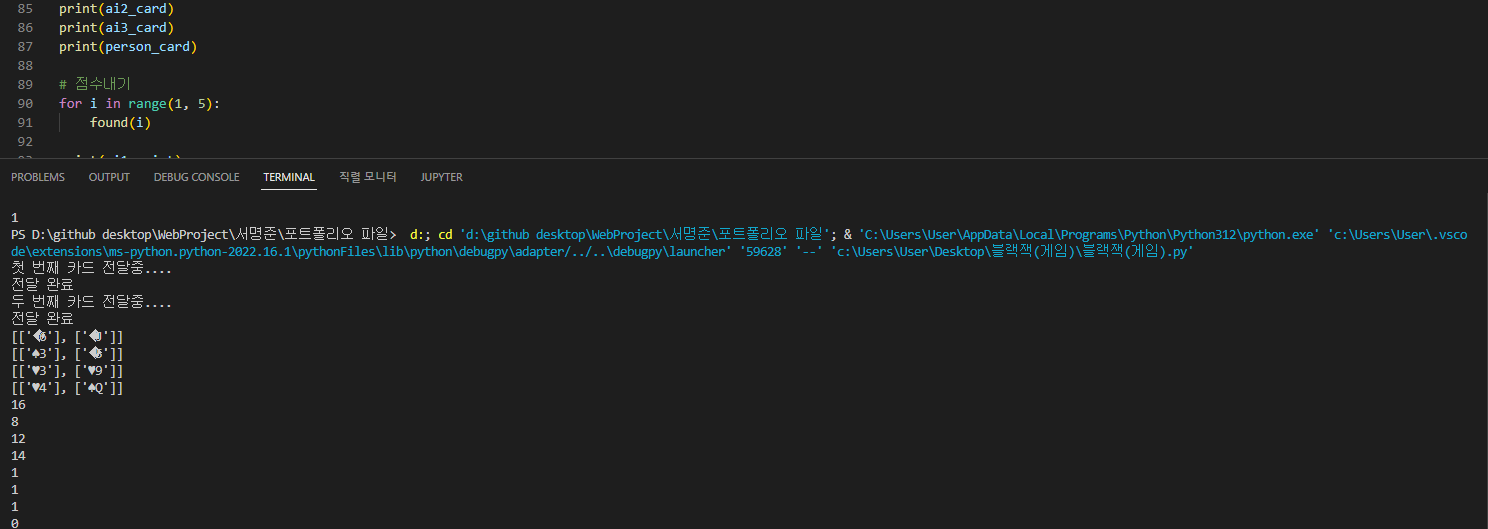 85 print(ai2_card)
86 print(ai3_card)
87 print(person_card)
88
89 # 점수내기
90 for i in range(1, 5):
91 found(i)
92
PROBLEMS OUTPUT DEBUG CONSOLE TERMINAL 직렬 모니터 JUPYTER
1
PS D:\github desktop\WebProject\서명준\포트폴리오 파일> d:; cd 'd:\github desktop\WebProject\서명준\포트폴리오 파일'; & 'C:\Users\User\AppData\Local\Programs\Python\Python312\python.exe' 'c:\Users\User\.vsco
de\extensions\ms-python.python-2022.16.1\pythonFiles\lib\python\debugpy\adapter/../..\debugpy\launcher' '59628' '--' 'c:\Users\User\Desktop\블랙잭(게임)\블랙잭(게임).py'
첫 번째 카드 전달중....
전달 완료
두 번째 카드 전달중....
전달 완료
[['�6'], ['�J']]
[['♠3'], ['�5']]
[['♥3'], ['♥9']]
[['♥4'], ['♠Q']]
16
8
12
14
1
1
1
0